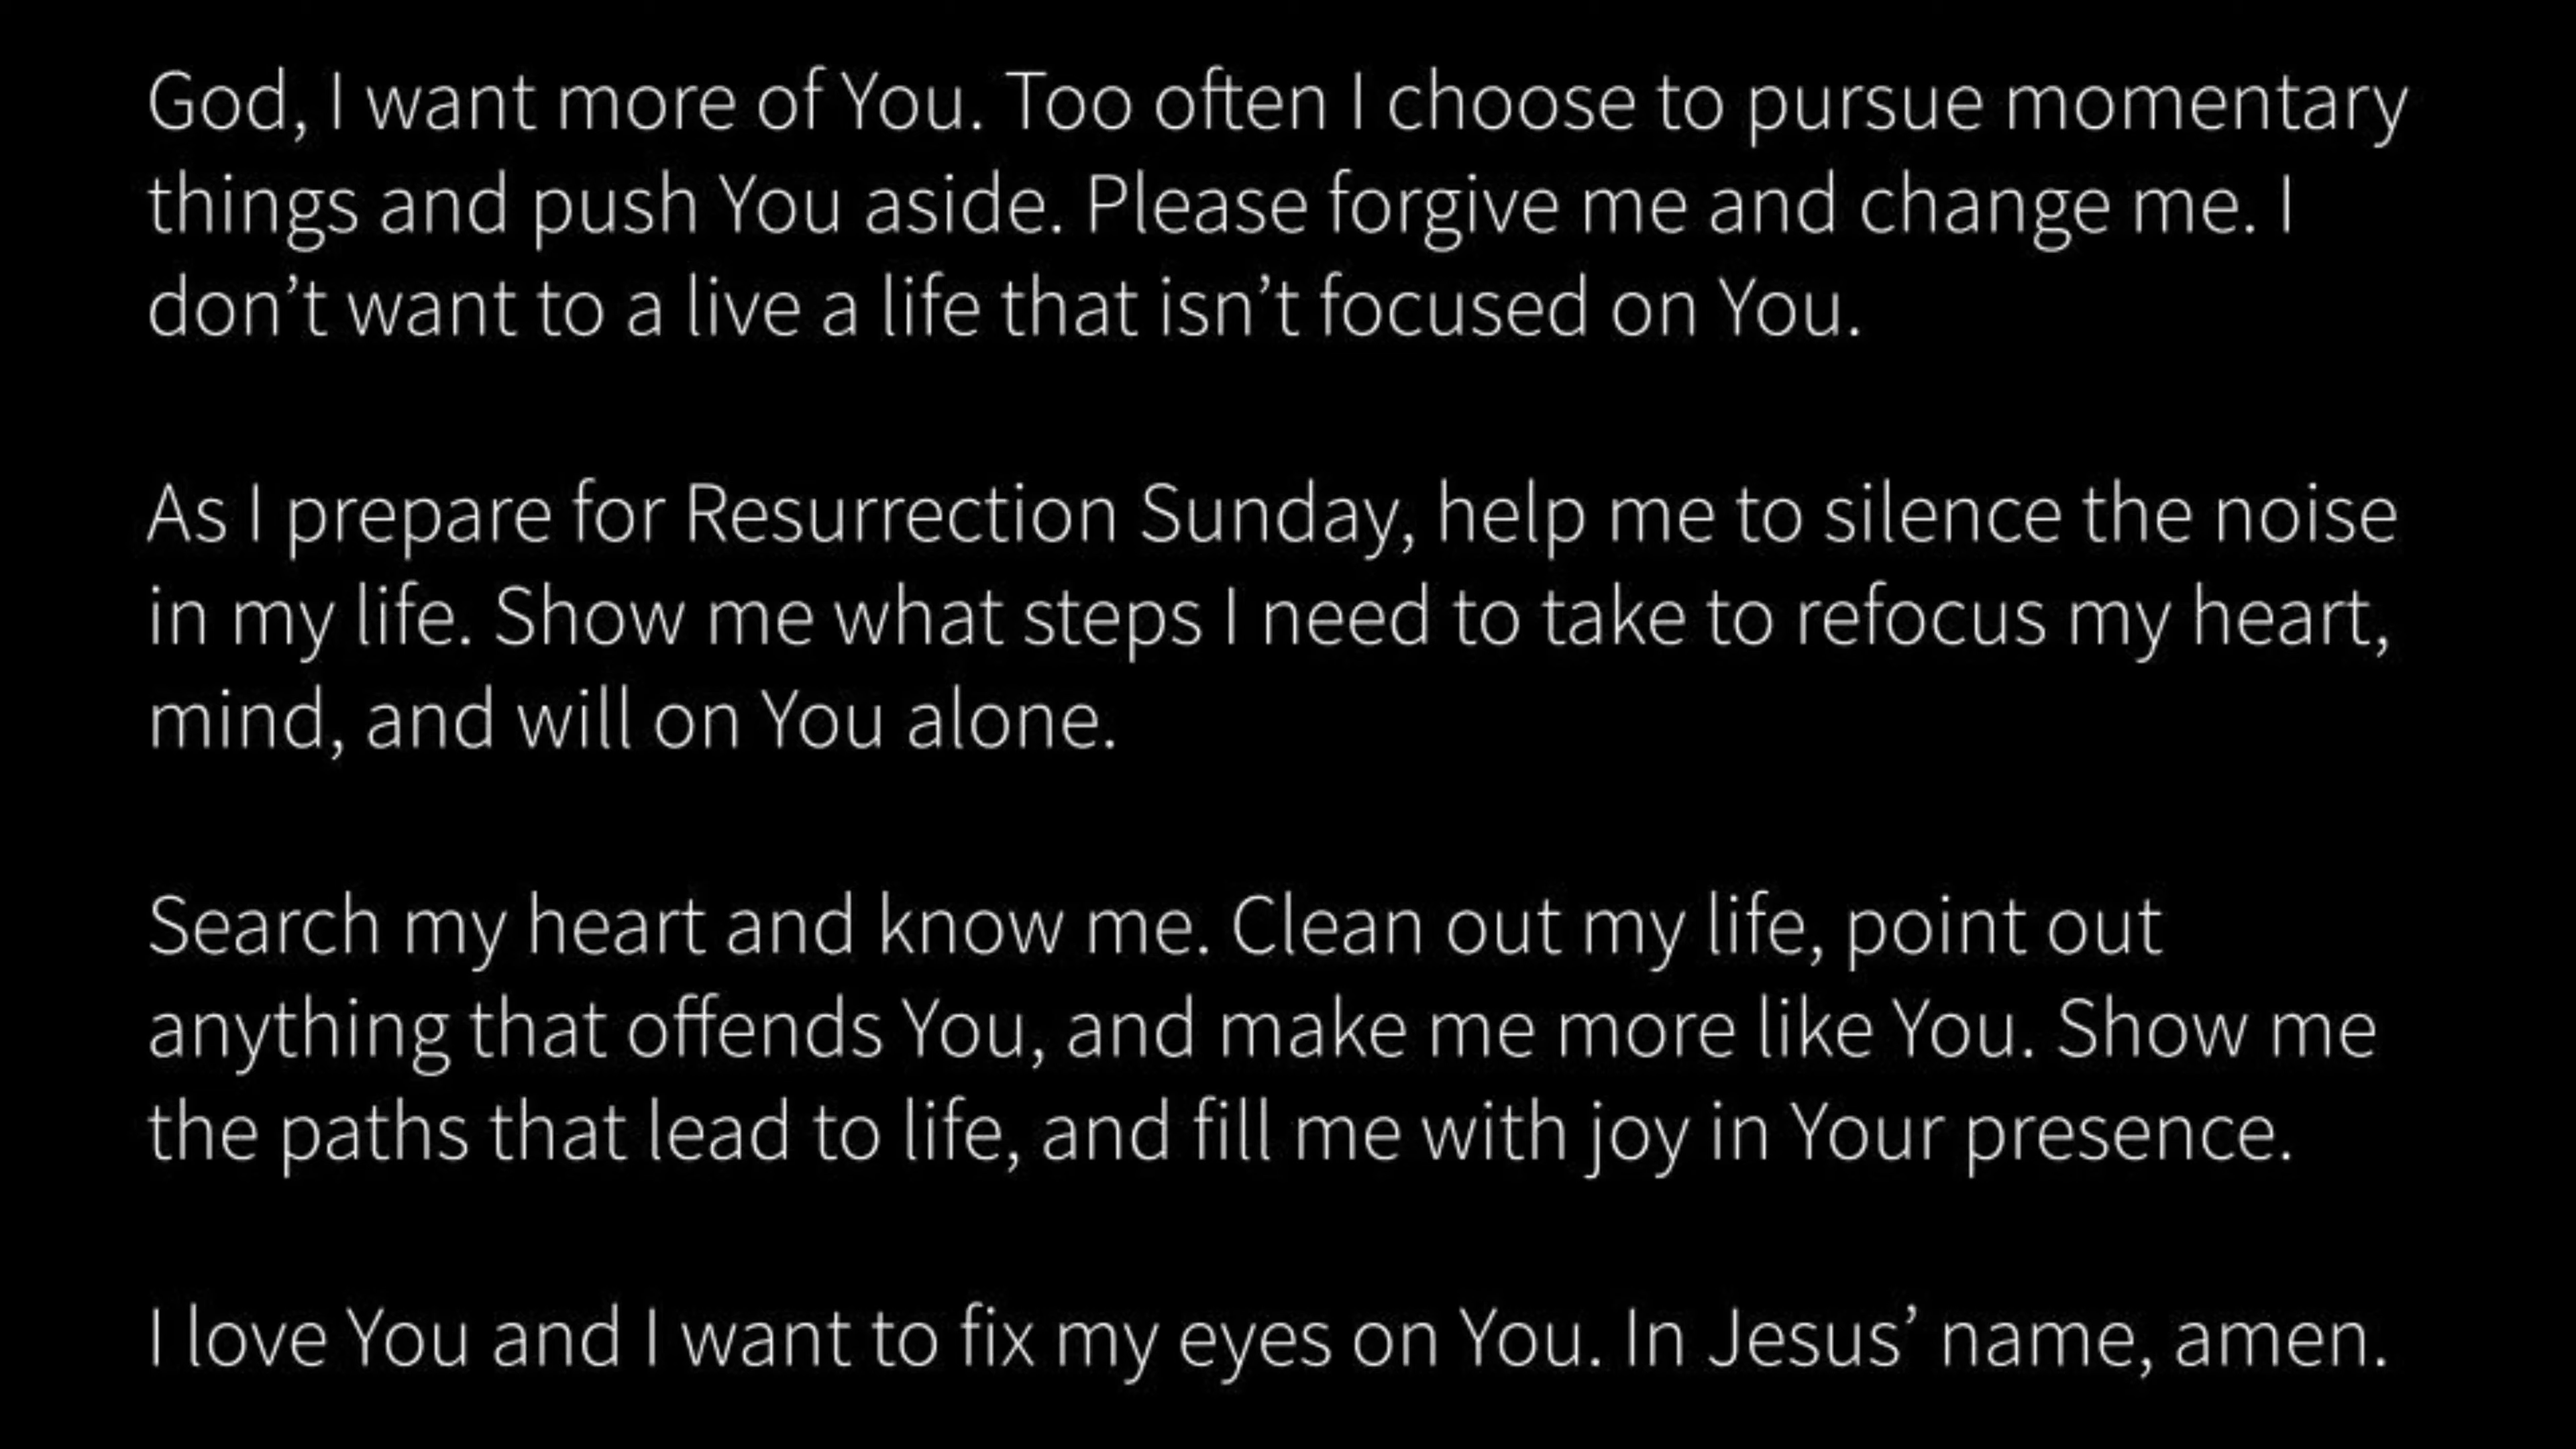 God, I want more of You. Too often I choose to pursue momentary
things and push You aside. Please forgive me and change me. I
don’t want to a live a life that isn’t focused on You.
As I prepare for Resurrection Sunday, help me to silence the noise
in my life. Show me what steps I need to take to refocus my heart,
mind, and will on You alone.
Search my heart and know me. Clean out my life, point out
anything that offends You, and make me more like You. Show me
the paths that lead to life, and fill me with joy in Your presence.
I love You and I want to fix my eyes on You. In Jesus’ name, amen.